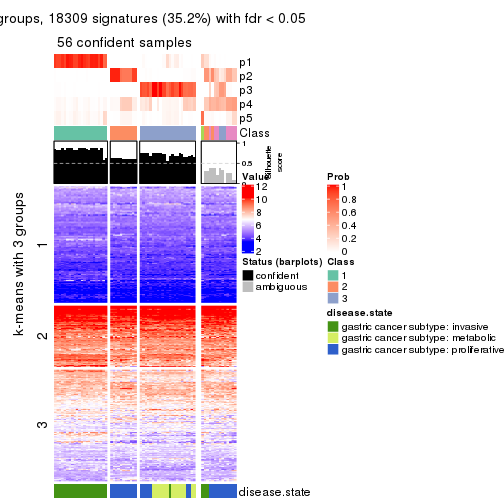 groups, 18309 signatures (35.2%) with fdr < 0.05
56 confident samples
p1
p2
p3
p4
p5
Class
1
0.5
0
Silhouette
score
k-means with 3 groups
1
2
3
disease.state
Value
12
10
8
6
4
2
Status (barplots)
confident
ambiguous
Prob
1
0.8
0.6
0.4
0.2
0
Class
1
2
3
disease.state
gastric cancer subtype: invasive
gastric cancer subtype: metabolic
gastric cancer subtype: proliferative